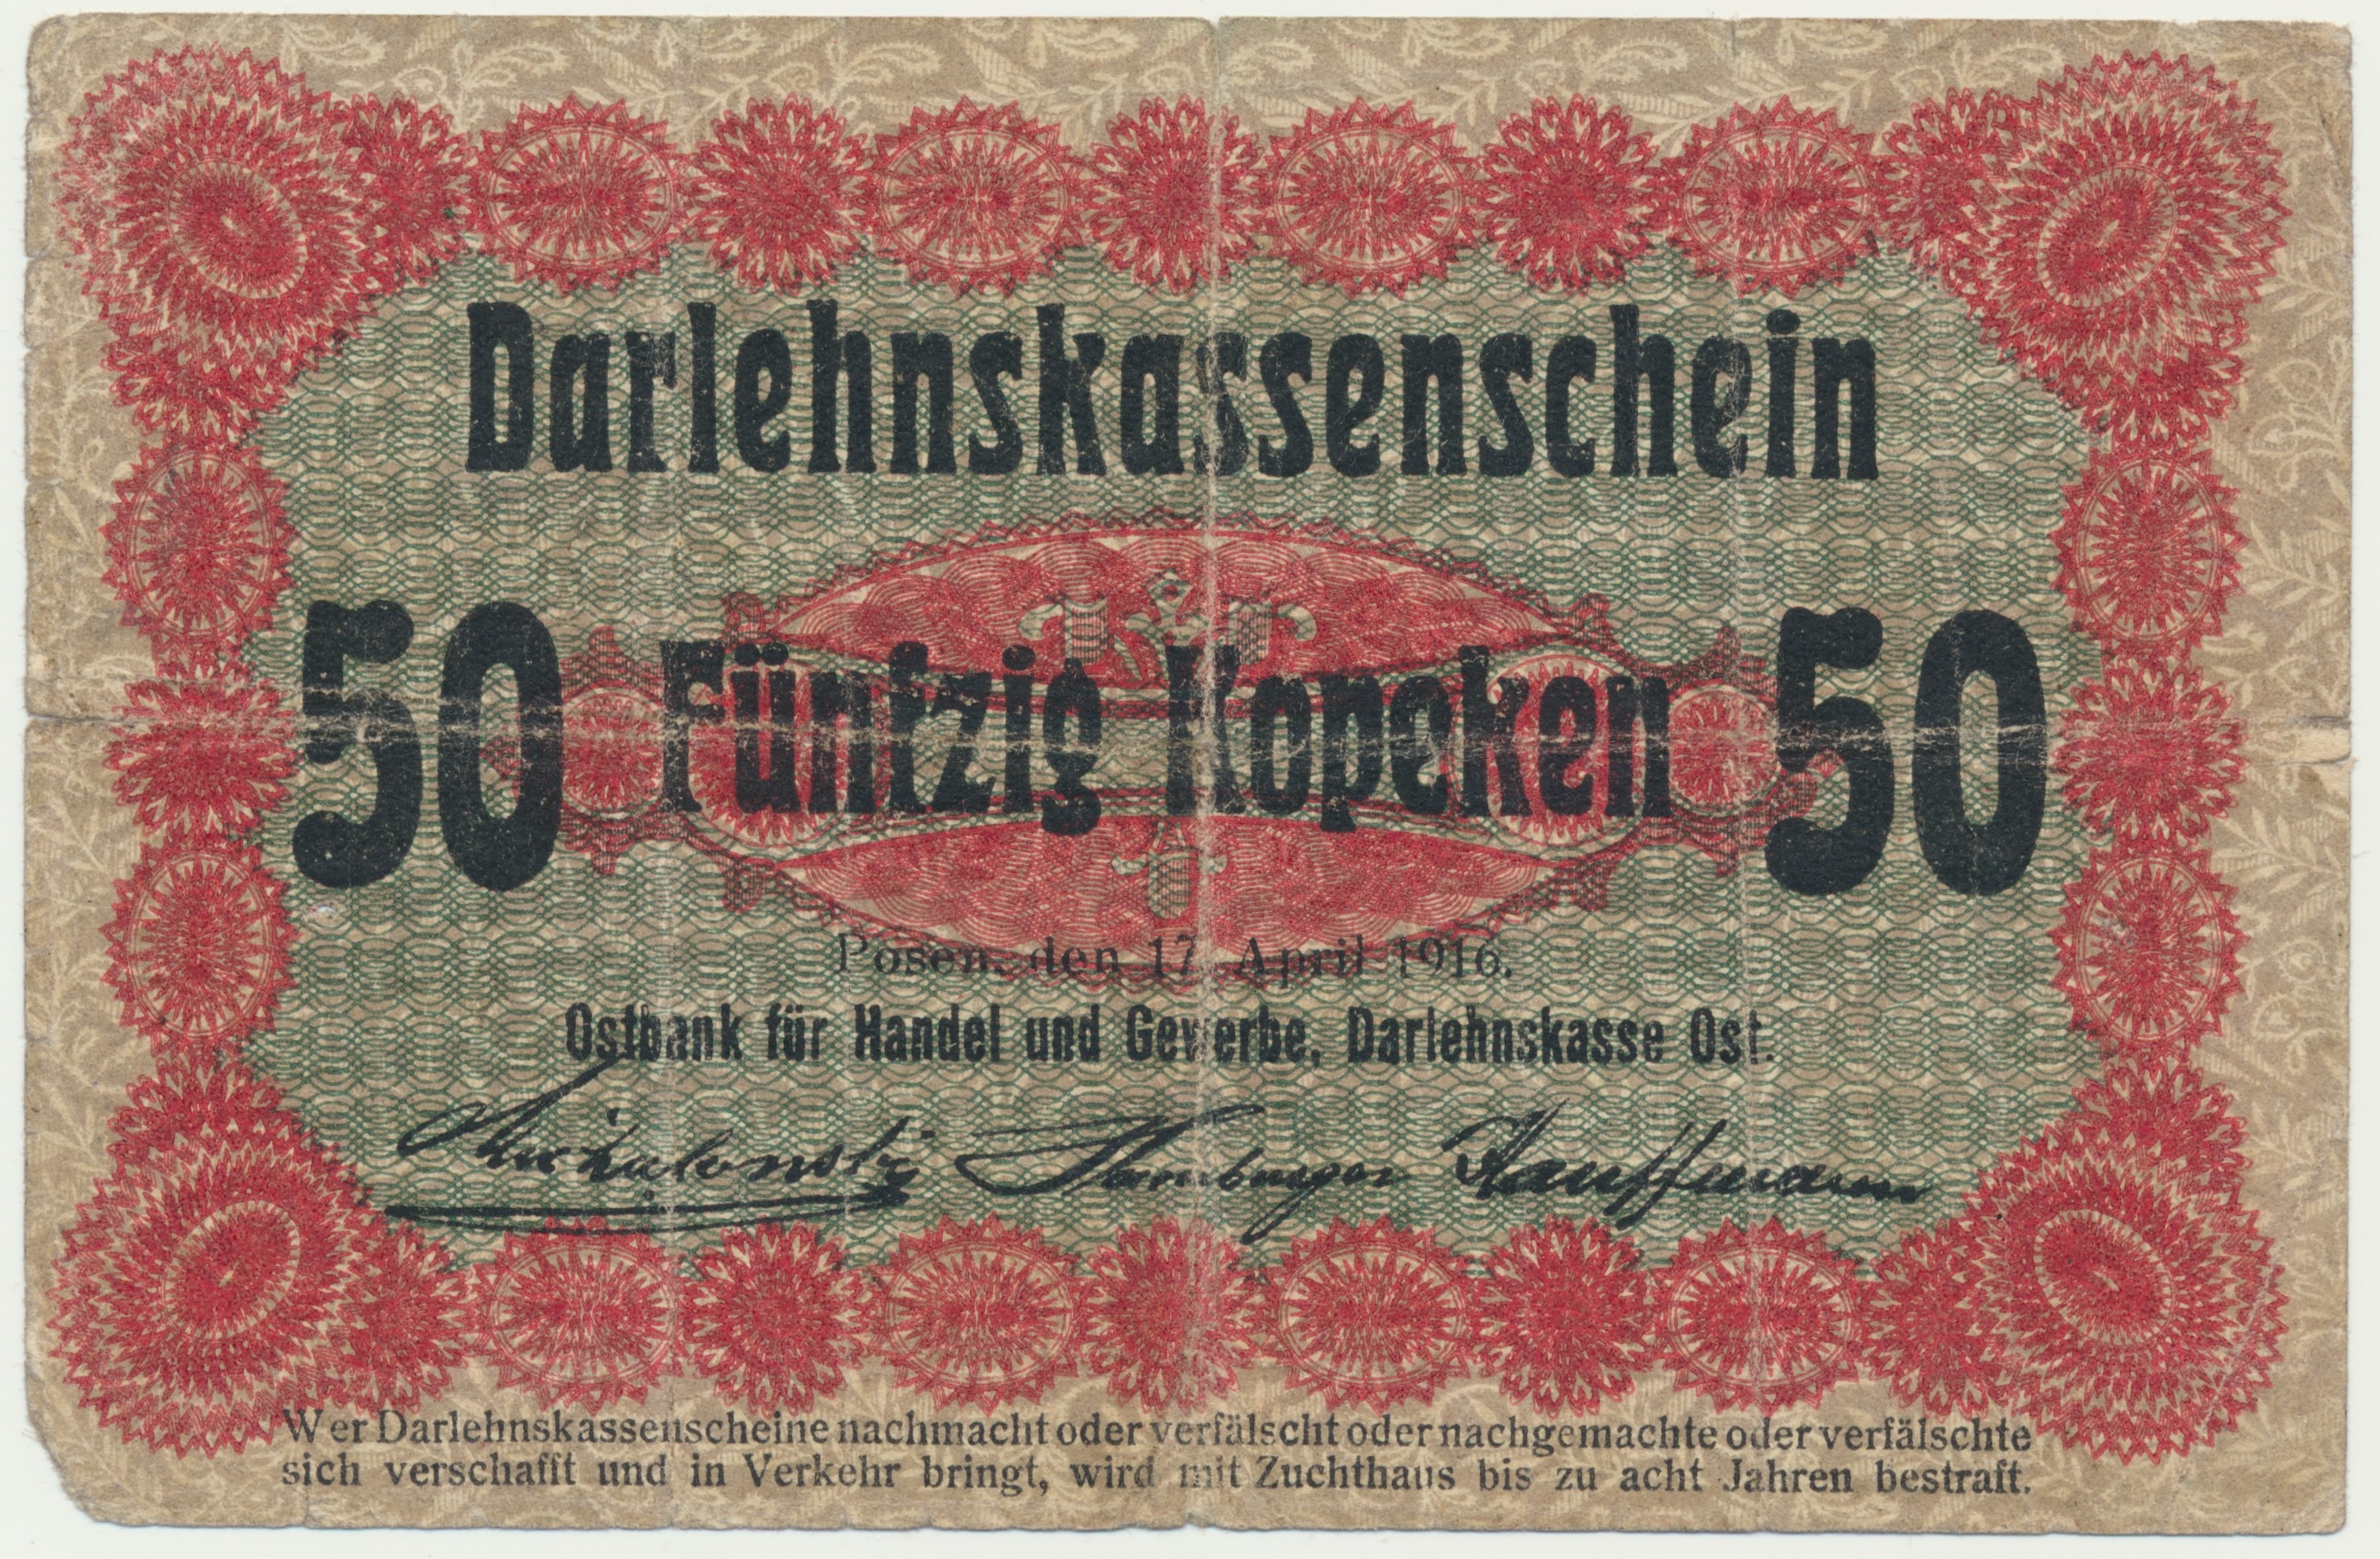 Darlehnskassenschein
50 Fünfzig Kopeken 50
Posen, den 17. April 1916.
Ostbank für Handel und Gewerbe, Darlehnskasse Ost.
Hamburger Kauffmann
Wer Darlehnskassenscheine nachmacht oder verfälscht oder nachgemachte oder verfälschte
sich verschafft und in Verkehr bringt, wird mit Zuchthaus bis zu acht Jahren bestraft.